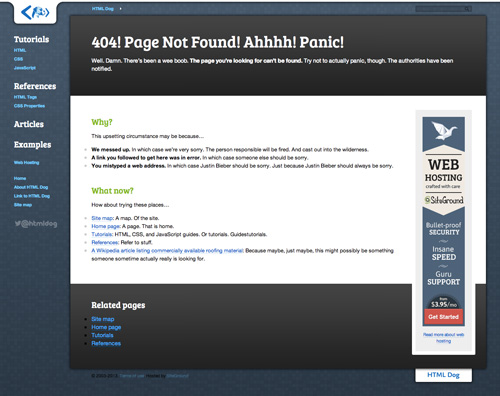 HTML Dog
Tutorials
HTML
CSS
JavaScript
References
HTML Tags
CSS Properties
Articles
Examples
Web Hosting
Home
About HTML Dog
Link to HTML Dog
Site map
@htmldog
404! Page Not Found! Ahhhh! Panic!
Well. Damn. There's been a wee boob. The page you're looking for can't be found. Try not to actually panic, though. The authorities have been
notified.
Why?
This upsetting circumstance may be because...
We messed up. In which case we're very sorry. The person responsible will be fired. And cast out into the wilderness.
A link you followed to get here was in error. In which case someone else should be sorry.
You mistyped a web address. In which case Justin Bieber should be sorry. Just because Justin Bieber should always be sorry.
What now?
How about trying these places...
Site map: A map. Of the site.
Home page: A page. That is home.
Tutorials: HTML, CSS, and JavaScript guides. Or tutorials. Guidestutorials.
References: Refer to stuff.
A Wikipedia article listing commercially available roofing material: Because maybe, just maybe, this might possibly be something
someone sometime actually really is looking for.
WEB
HOSTING
crafted with care
SiteGround
Bullet-proof
SECURITY
Insane
SPEED
Guru
SUPPORT
from
$3.95/mo
Get Started
Read more about web
hosting
Related pages
Site map
Home page
Tutorials
References
HTML Dog